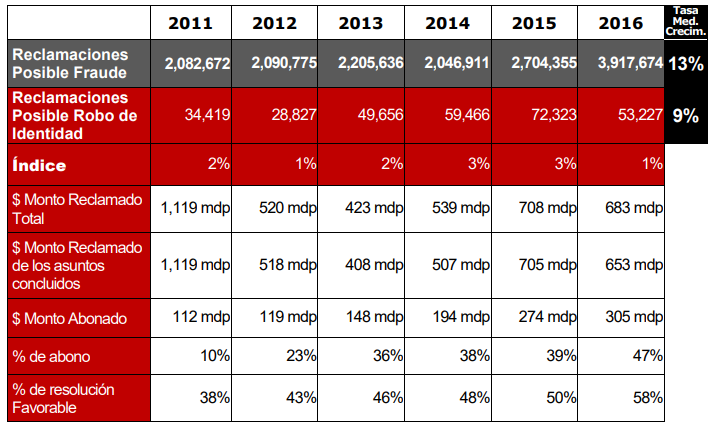 2011 2012 2013 2014 2015 2016 Tasa Med. Crecim.
Reclamaciones Posible Fraude 2,082,672 2,090,775 2,205,636 2,046,911 2,704,355 3,917,674 13%
Reclamaciones Posible Robo de Identidad 34,419 28,827 49,656 59,466 72,323 53,227 9%
Índice 2% 1% 2% 3% 3% 1%
$ Monto Reclamado Total 1,119 mdp 520 mdp 423 mdp 539 mdp 708 mdp 683 mdp
$ Monto Reclamado de los asuntos concluidos 1,119 mdp 518 mdp 408 mdp 507 mdp 705 mdp 653 mdp
$ Monto Abonado 112 mdp 119 mdp 148 mdp 194 mdp 274 mdp 305 mdp
% de abono 10% 23% 36% 38% 39% 47%
% de resolución Favorable 38% 43% 46% 48% 50% 58%